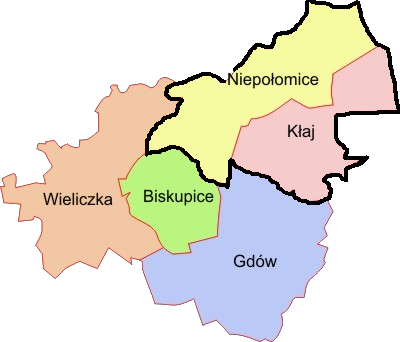 Niepołomice
Kłaj
Wieliczka
Biskupice
Gdów